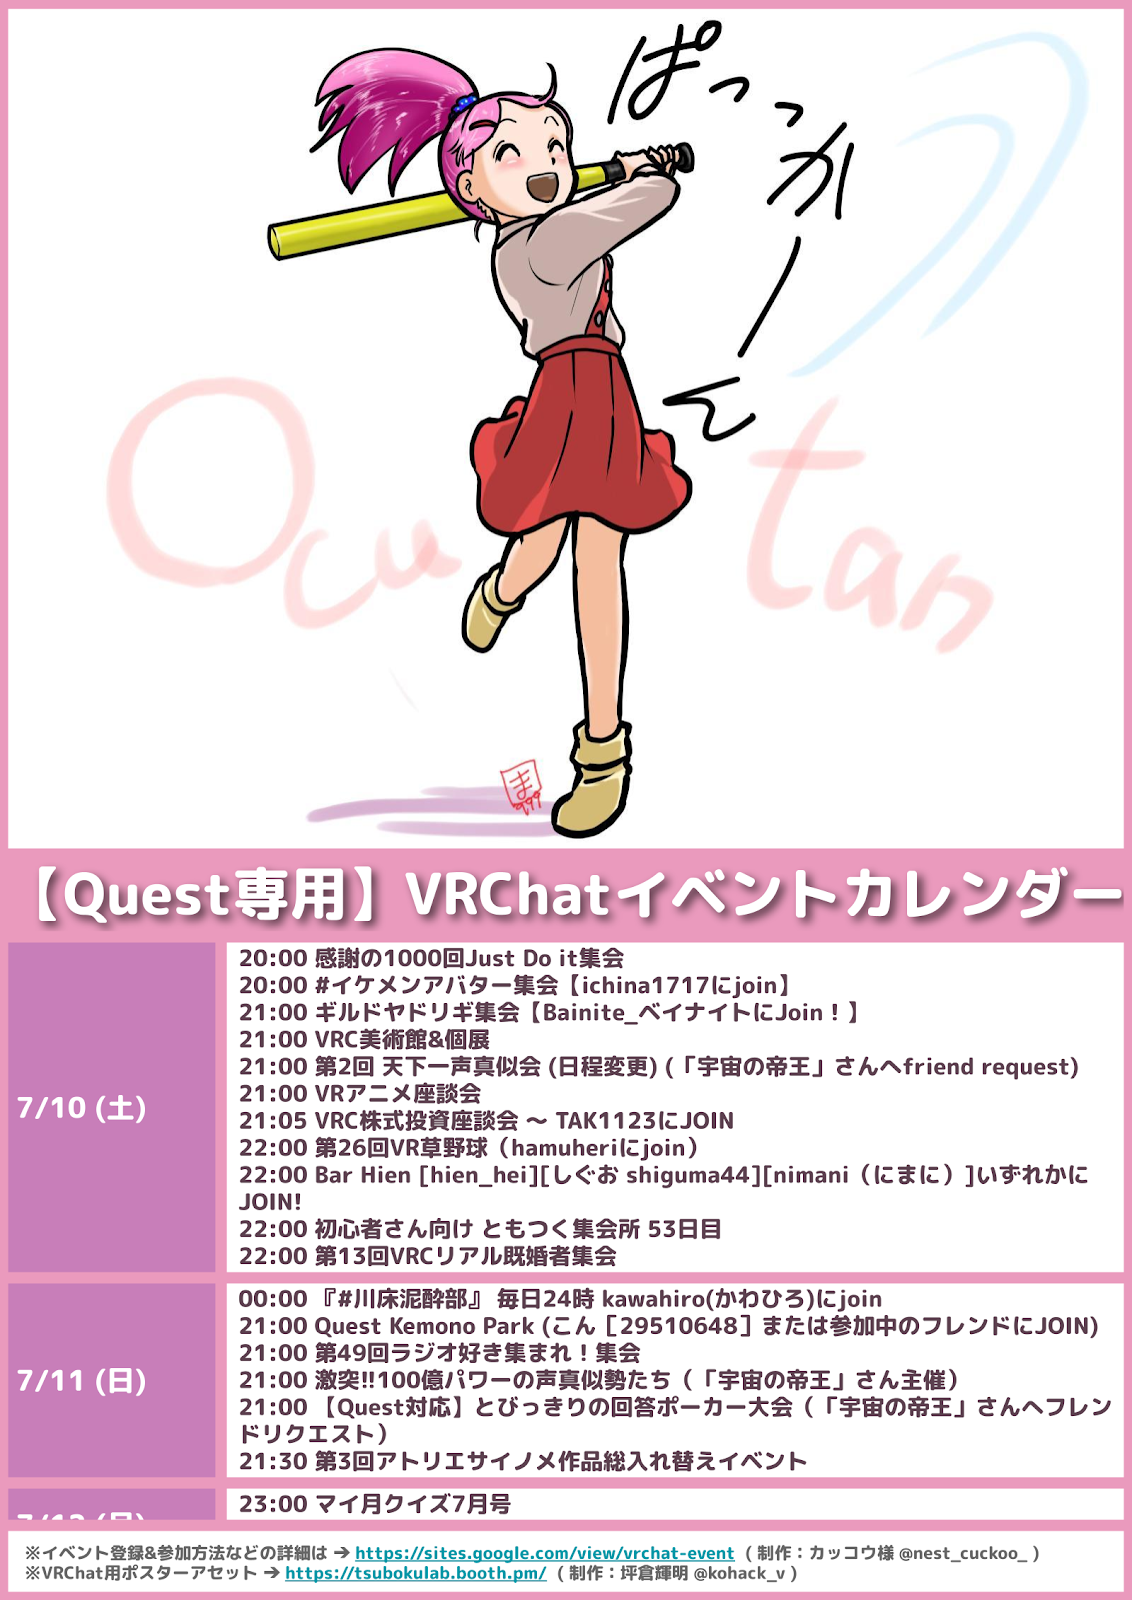 ぱっっかーん
Ocu tan
ま
999
【Quest専用】VRChatイベントカレンダー
7/10 (土)
20:00 感謝の1000回Just Do it集会
20:00 #イケメンアバター集会【ichina1717にjoin】
21:00 ギルドヤドリギ集会【Bainite_ベイナイトにJoin！】
21:00 VRC美術館&個展
21:00 第2回 天下一声真似会 (日程変更) (「宇宙の帝王」さんへfriend request)
21:00 VRアニメ座談会
21:05 VRC株式投資座談会 ～ TAK1123にJOIN
22:00 第26回VR草野球（hamuheriにjoin）
22:00 Bar Hien [hien_hei][しぐお shiguma44][nimani（にまに）]いずれかに
JOIN!
22:00 初心者さん向け ともつく集会所 53日目
22:00 第13回VRCリアル既婚者集会
7/11 (日)
00:00 『#川床泥酔部』 毎日24時 kawahiro(かわひろ)にjoin
21:00 Quest Kemono Park (こん［29510648］または参加中のフレンドにJOIN)
21:00 第49回ラジオ好き集まれ！集会
21:00 激突!!100億パワーの声真似勢たち（「宇宙の帝王」さん主催）
21:00 【Quest対応】とびっきりの回答ポーカー大会（「宇宙の帝王」さんへフレン
ドリクエスト）
21:30 第3回アトリエサイノメ作品総入れ替えイベント
7/12 (月)
23:00 マイ月クイズ7月号
※イベント登録&参加方法などの詳細は ➔ https://sites.google.com/view/vrchat-event （ 制作：カッコウ様 @nest_cuckoo_ ）
※VRChat用ポスターアセット ➔ https://tsubokulab.booth.pm/ （ 制作：坪倉輝明 @kohack_v ）